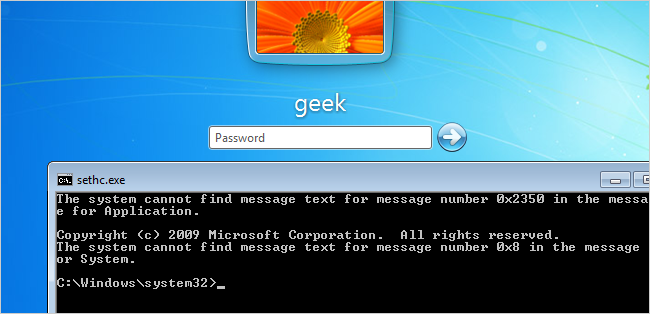 geek
Password
C:\. sethc.exe
The system cannot find message text for message number 0x2350 in the messa
e for Application.
Copyright (c) 2009 Microsoft Corporation.  All rights reserved.
The system cannot find message text for message number 0x8 in the message
or System.
C:\Windows\system32>_